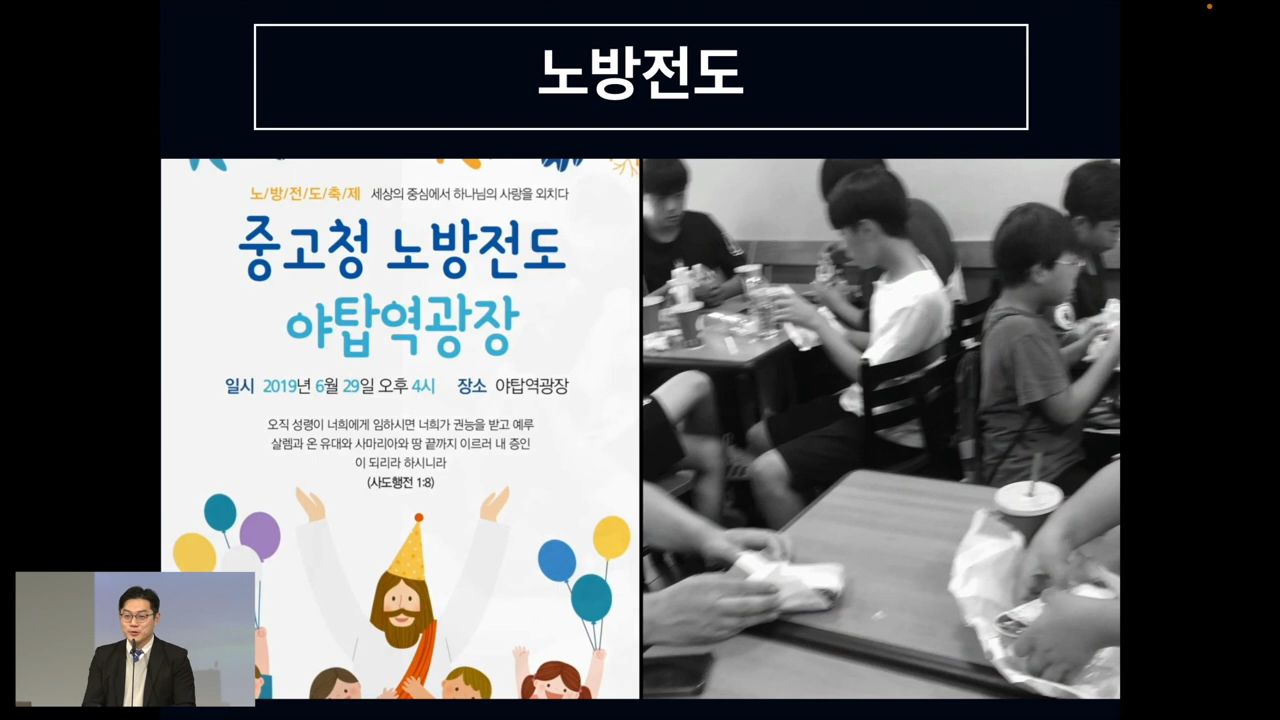 노방전도
노/방/전/도/축/제 세상의 중심에서 하나님의 사랑을 외치다
중고청 노방전도
야탑역광장
일시 2019년 6월 29일 오후 4시 장소 야탑역광장
오직 성령이 너희에게 임하시면 너희가 권능을 받고 예루
살렘과 온 유대와 사마리아와 땅 끝까지 이르러 내 증인
이 되리라 하시니라
(사도행전 1:8)